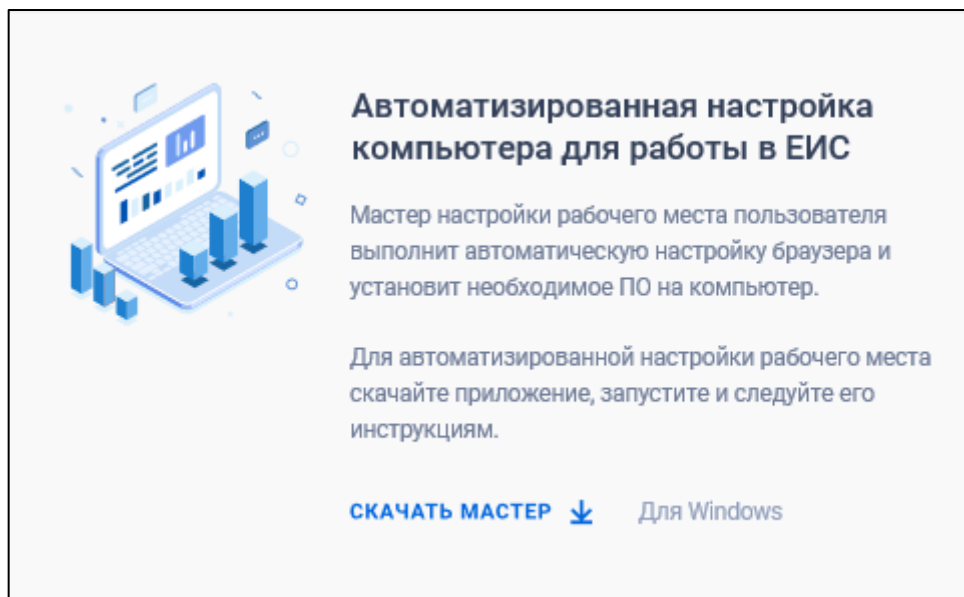 Автоматизированная настройка
компьютера для работы в ЕИС
Мастер настройки рабочего места пользователя
выполнит автоматическую настройку браузера и
установит необходимое ПО на компьютер.
Для автоматизированной настройки рабочего места
скачайте приложение, запустите и следуйте его
инструкциям.
СКАЧАТЬ МАСТЕР Для Windows